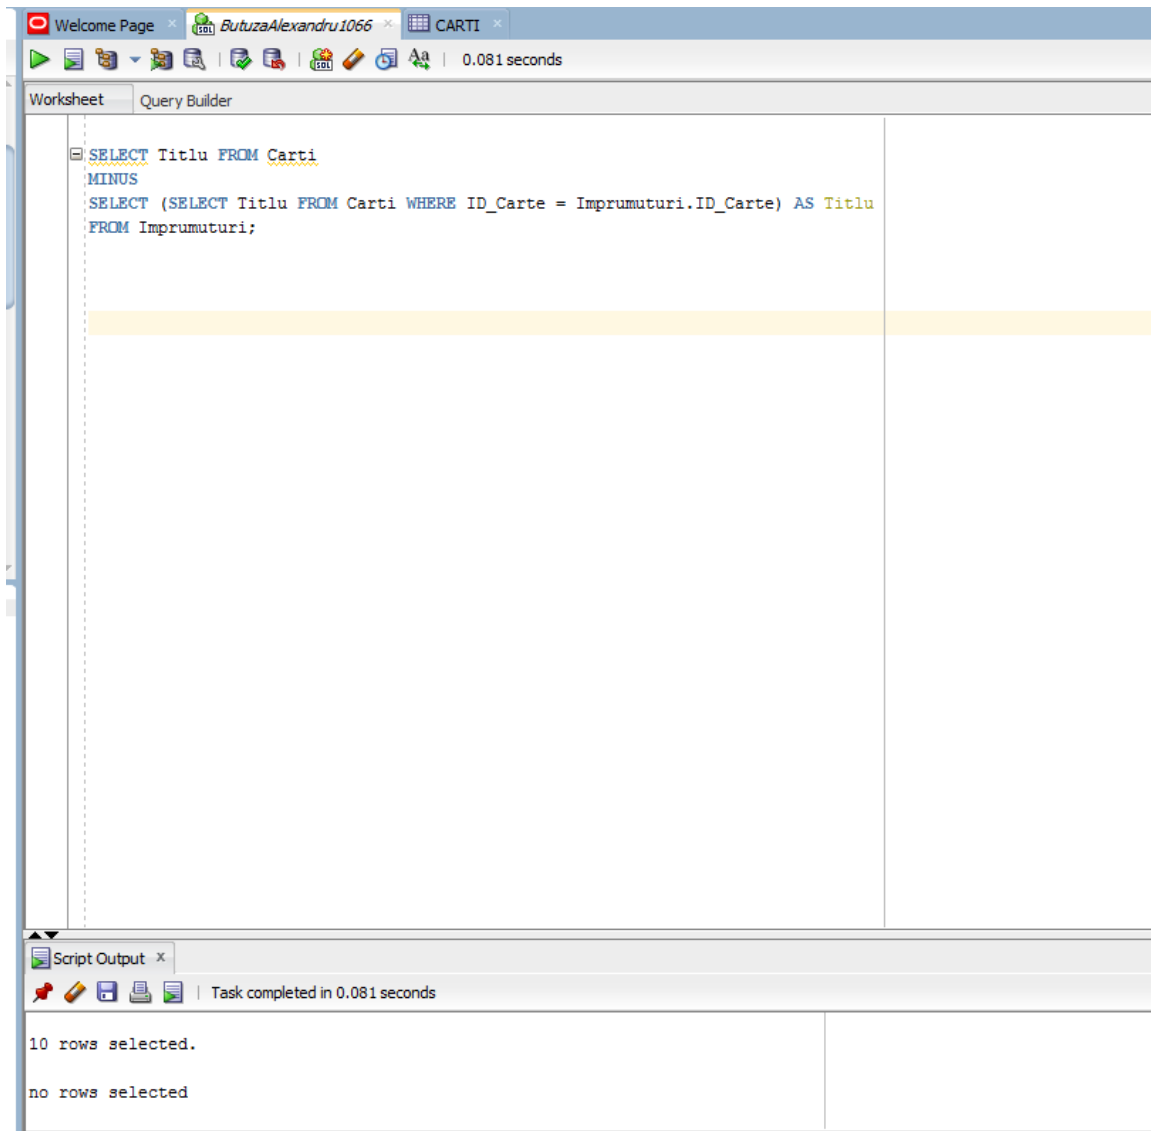 Welcome Page
ButuzaAlexandru1066
CARTI
0.081 seconds
Worksheet
Query Builder
SELECT Titlu FROM Carti
MINUS
SELECT (SELECT Titlu FROM Carti WHERE ID_Carte = Imprumuturi.ID_Carte) AS Titlu
FROM Imprumuturi;
Script Output
Task completed in 0.081 seconds
10 rows selected.
no rows selected